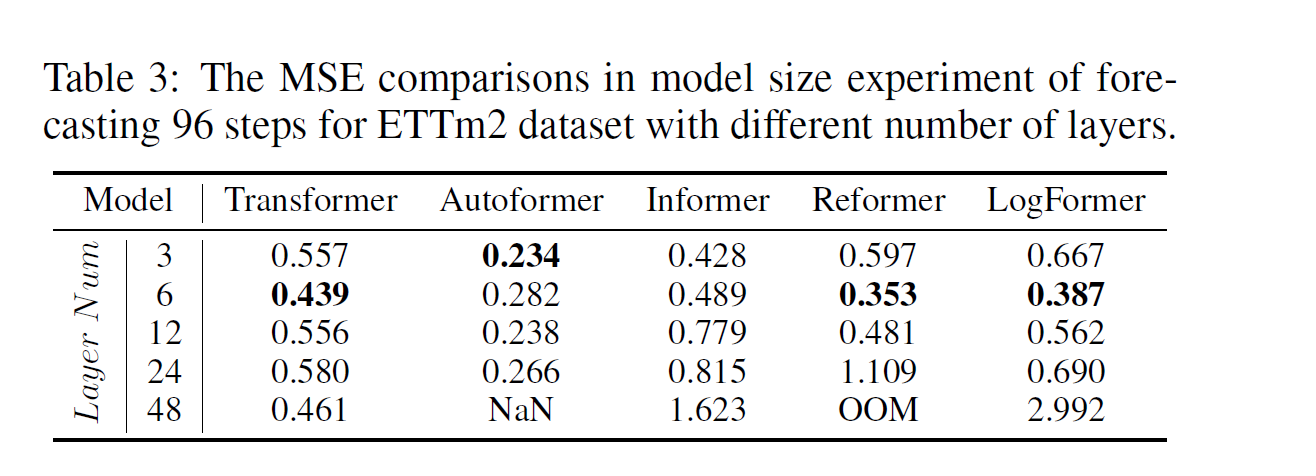 Table 3: The MSE comparisons in model size experiment of fore-
casting 96 steps for ETTm2 dataset with different number of layers.
Model Transformer Autoformer Informer Reformer LogFormer
Layer Num
3 0.557 0.234 0.428 0.597 0.667
6 0.439 0.282 0.489 0.353 0.387
12 0.556 0.238 0.779 0.481 0.562
24 0.580 0.266 0.815 1.109 0.690
48 0.461 NaN 1.623 OOM 2.992